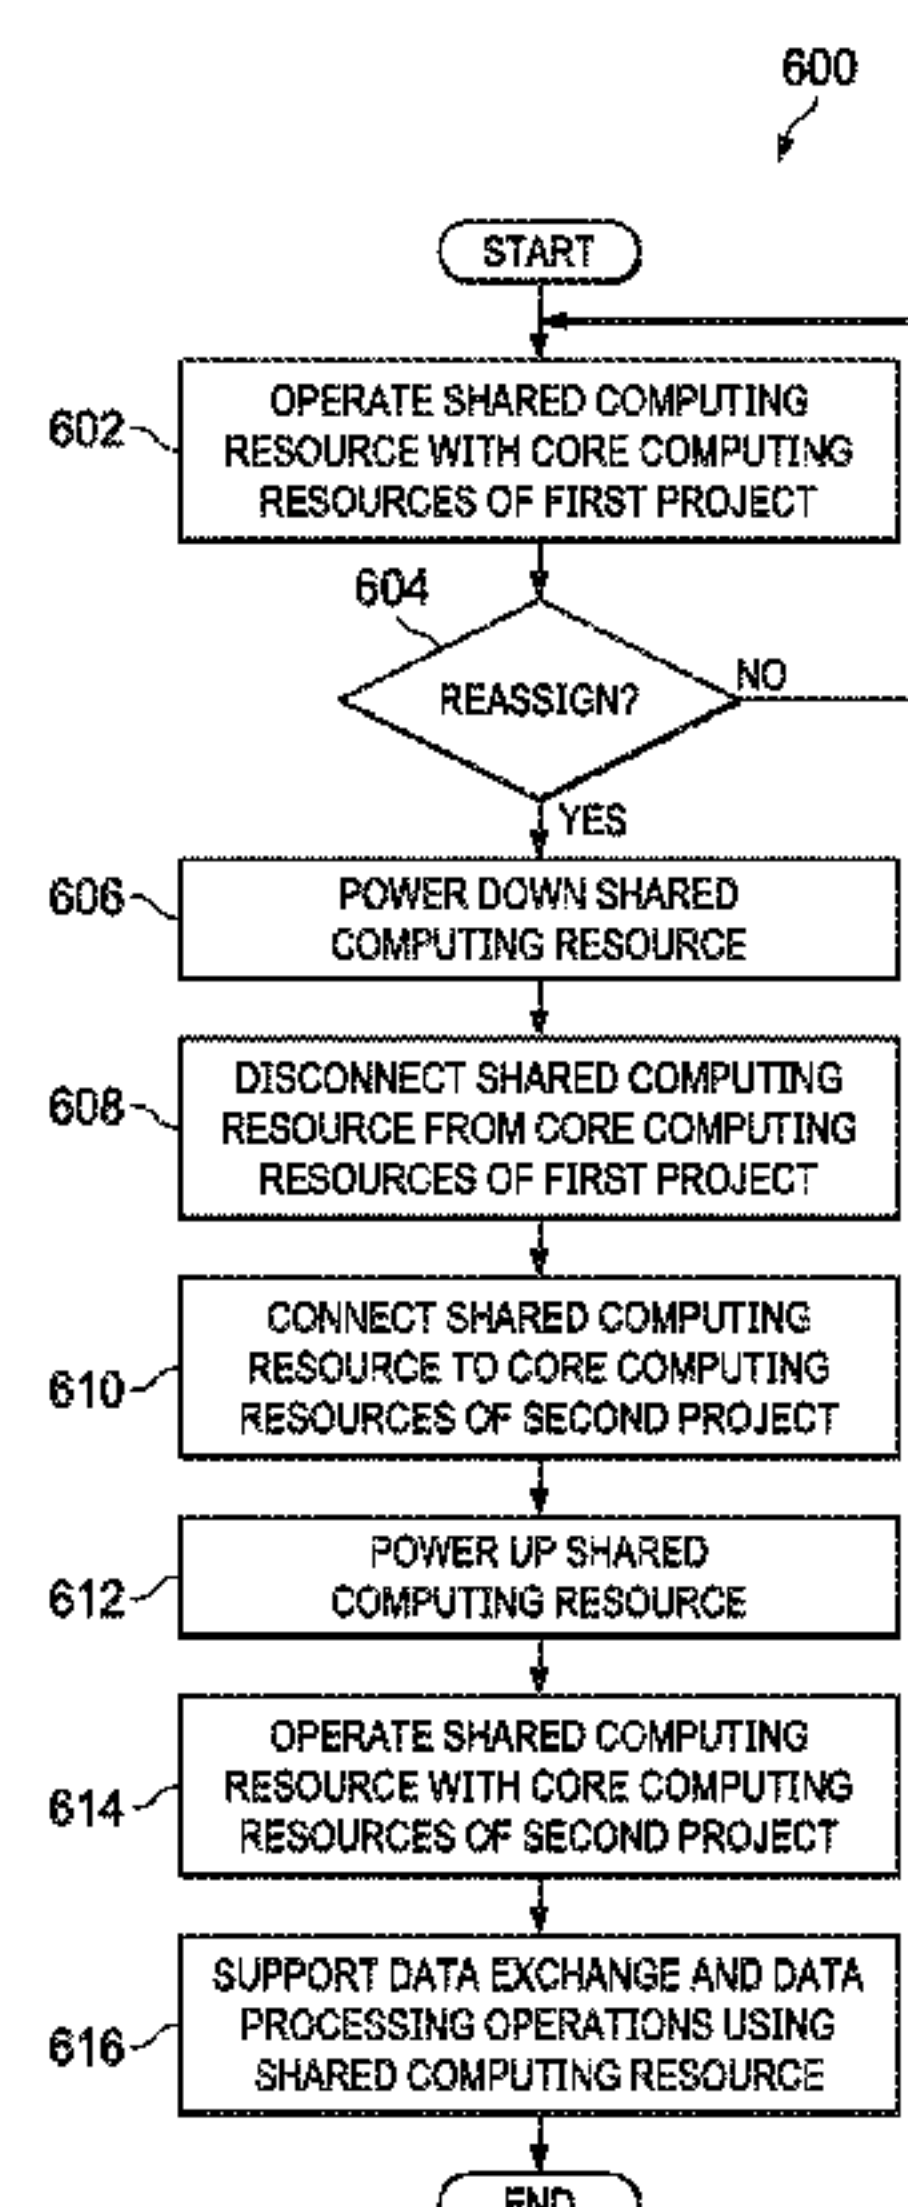 600
START
602
OPERATE SHARED COMPUTING
RESOURCE WITH CORE COMPUTING
RESOURCES OF FIRST PROJECT
604
REASSIGN?
NO
YES
606
POWER DOWN SHARED
COMPUTING RESOURCE
608
DISCONNECT SHARED COMPUTING
RESOURCE FROM CORE COMPUTING
RESOURCES OF FIRST PROJECT
610
CONNECT SHARED COMPUTING
RESOURCE TO CORE COMPUTING
RESOURCES OF SECOND PROJECT
612
POWER UP SHARED
COMPUTING RESOURCE
614
OPERATE SHARED COMPUTING
RESOURCE WITH CORE COMPUTING
RESOURCES OF SECOND PROJECT
616
SUPPORT DATA EXCHANGE AND DATA
PROCESSING OPERATIONS USING
SHARED COMPUTING RESOURCE
END